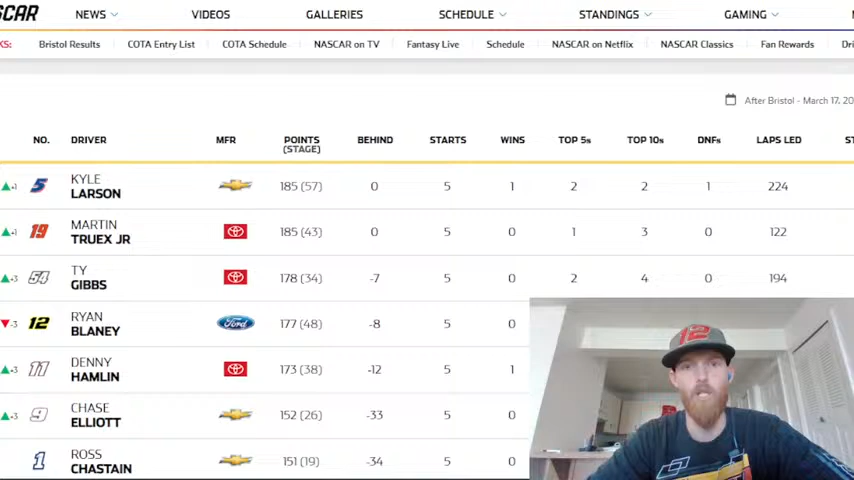 SCAR
NEWS VIDEOS GALLERIES SCHEDULE STANDINGS GAMING
KS: Bristol Results COTA Entry List COTA Schedule NASCAR on TV Fantasy Live Schedule NASCAR on Netflix NASCAR Classics Fan Rewards Dri
After Bristol - March 17, 20
NO. DRIVER MFR POINTS (STAGE) BEHIND STARTS WINS TOP 5s TOP 10s DNFs LAPS LED ST
+1 5 KYLE LARSON 185 (57) 0 5 1 2 2 1 224
+1 19 MARTIN TRUEX JR 185 (43) 0 5 0 1 3 0 122
+3 54 TY GIBBS 178 (34) -7 5 0 2 4 0 194
-3 12 RYAN BLANEY Ford 177 (48) -8 5 0
+3 11 DENNY HAMLIN 173 (38) -12 5 1
+3 9 CHASE ELLIOTT 152 (26) -33 5 0
1 ROSS CHASTAIN 151 (19) -34 5 0
12